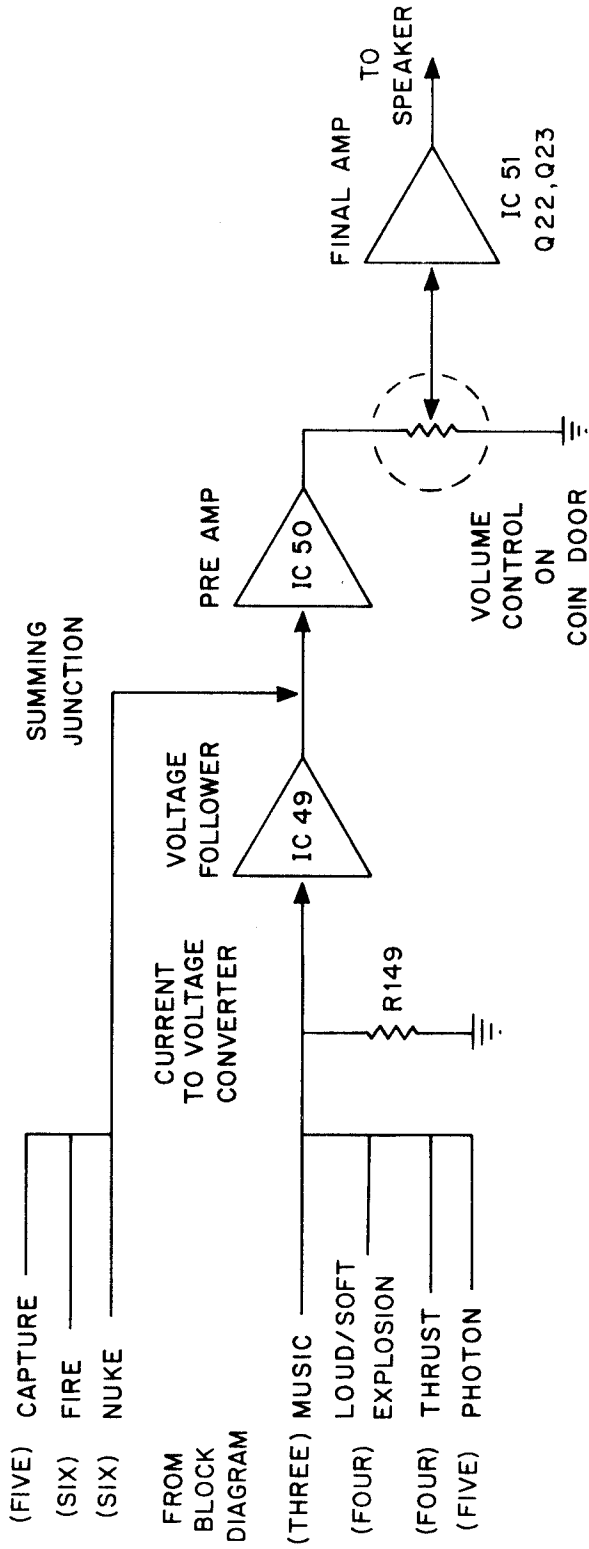 (FIVE) CAPTURE
(SIX) FIRE
(SIX) NUKE
FROM
BLOCK
DIAGRAM
(THREE) MUSIC
LOUD/SOFT
(FOUR) EXPLOSION
(FOUR) THRUST
(FIVE) PHOTON
CURRENT
TO VOLTAGE
CONVERTER
R149
VOLTAGE
FOLLOWER
IC 49
SUMMING
JUNCTION
PRE AMP
IC 50
VOLUME
CONTROL
ON
COIN DOOR
FINAL AMP
IC 51
Q22,Q23
TO
SPEAKER